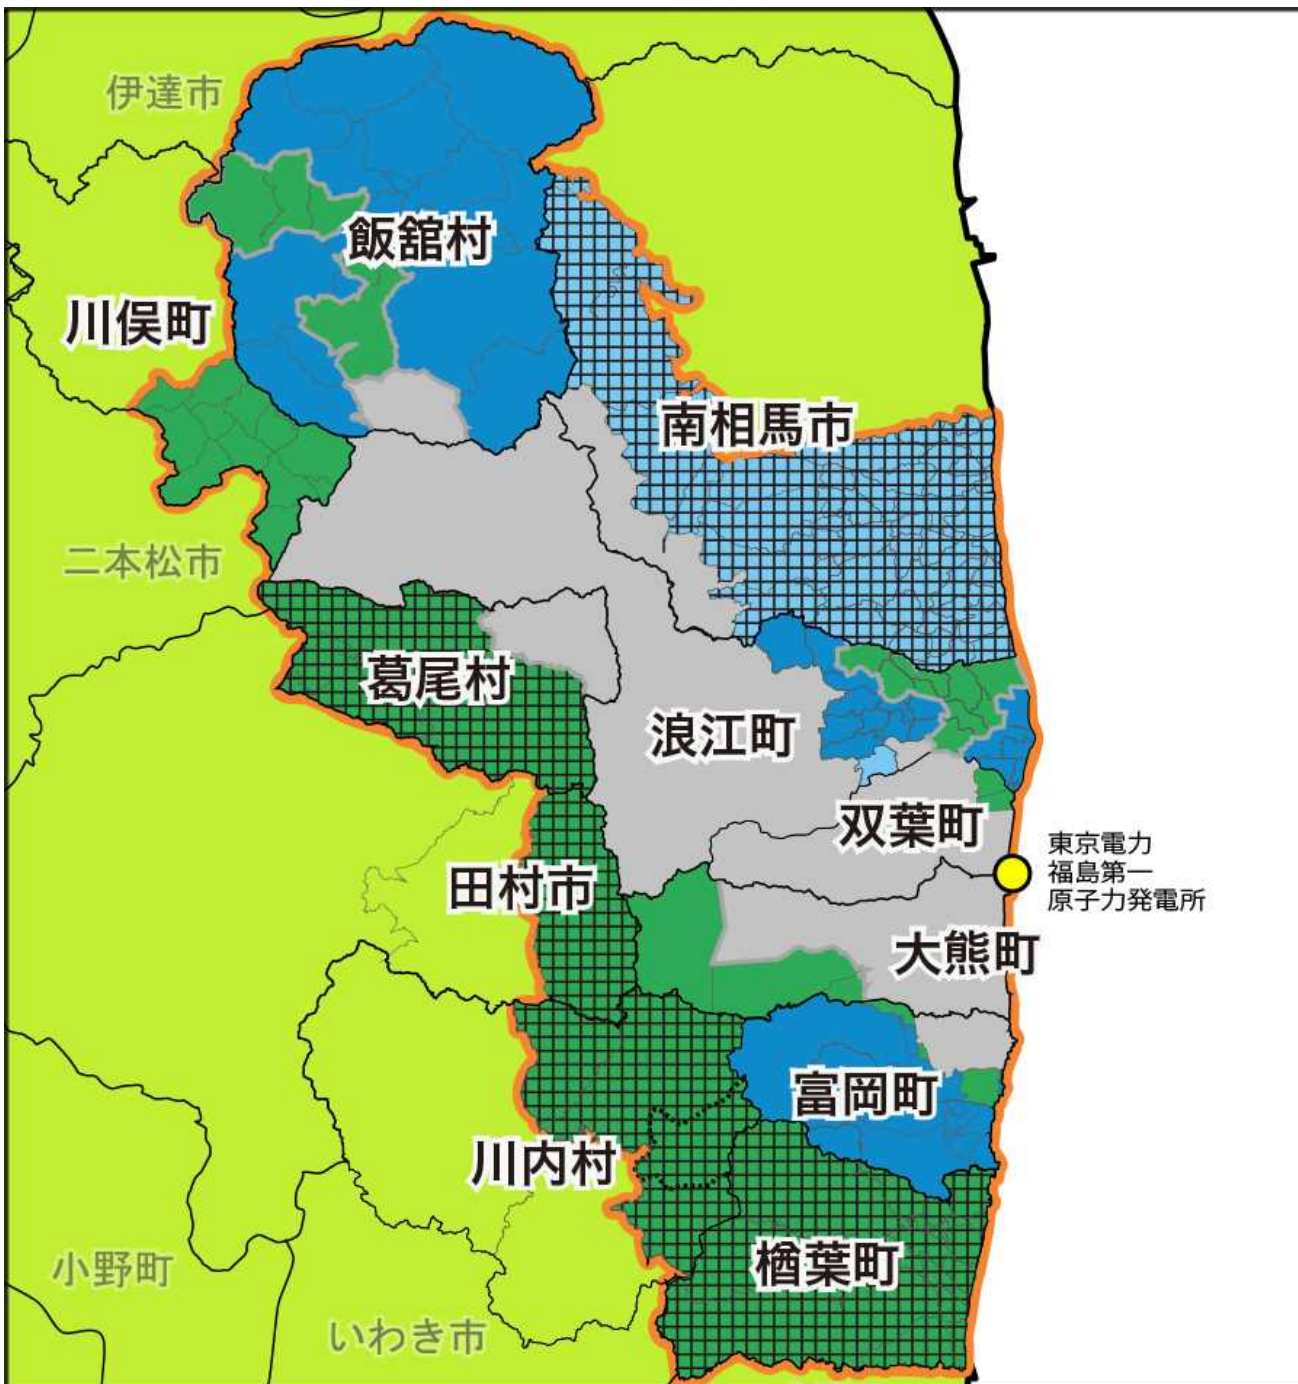 伊達市
飯舘村
川俣町
南相馬市
二本松市
葛尾村
浪江町
双葉町
東京電力
福島第一
原子力発電所
田村市
大熊町
富岡町
川内村
楢葉町
小野町
いわき市